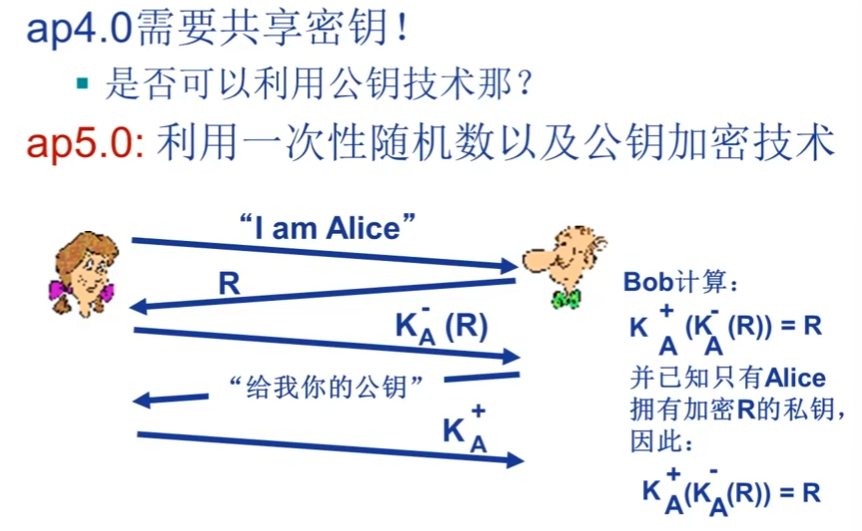 ap4.0需要共享密钥！
▪ 是否可以利用公钥技术那？
ap5.0: 利用一次性随机数以及公钥加密技术
“I am Alice”
R
K_A^- (R)
“给我你的公钥”
K_A^+
Bob计算：
K_A^+ (K_A^- (R)) = R
并已知只有Alice
拥有加密R的私钥，
因此：
K_A^+ (K_A^- (R)) = R